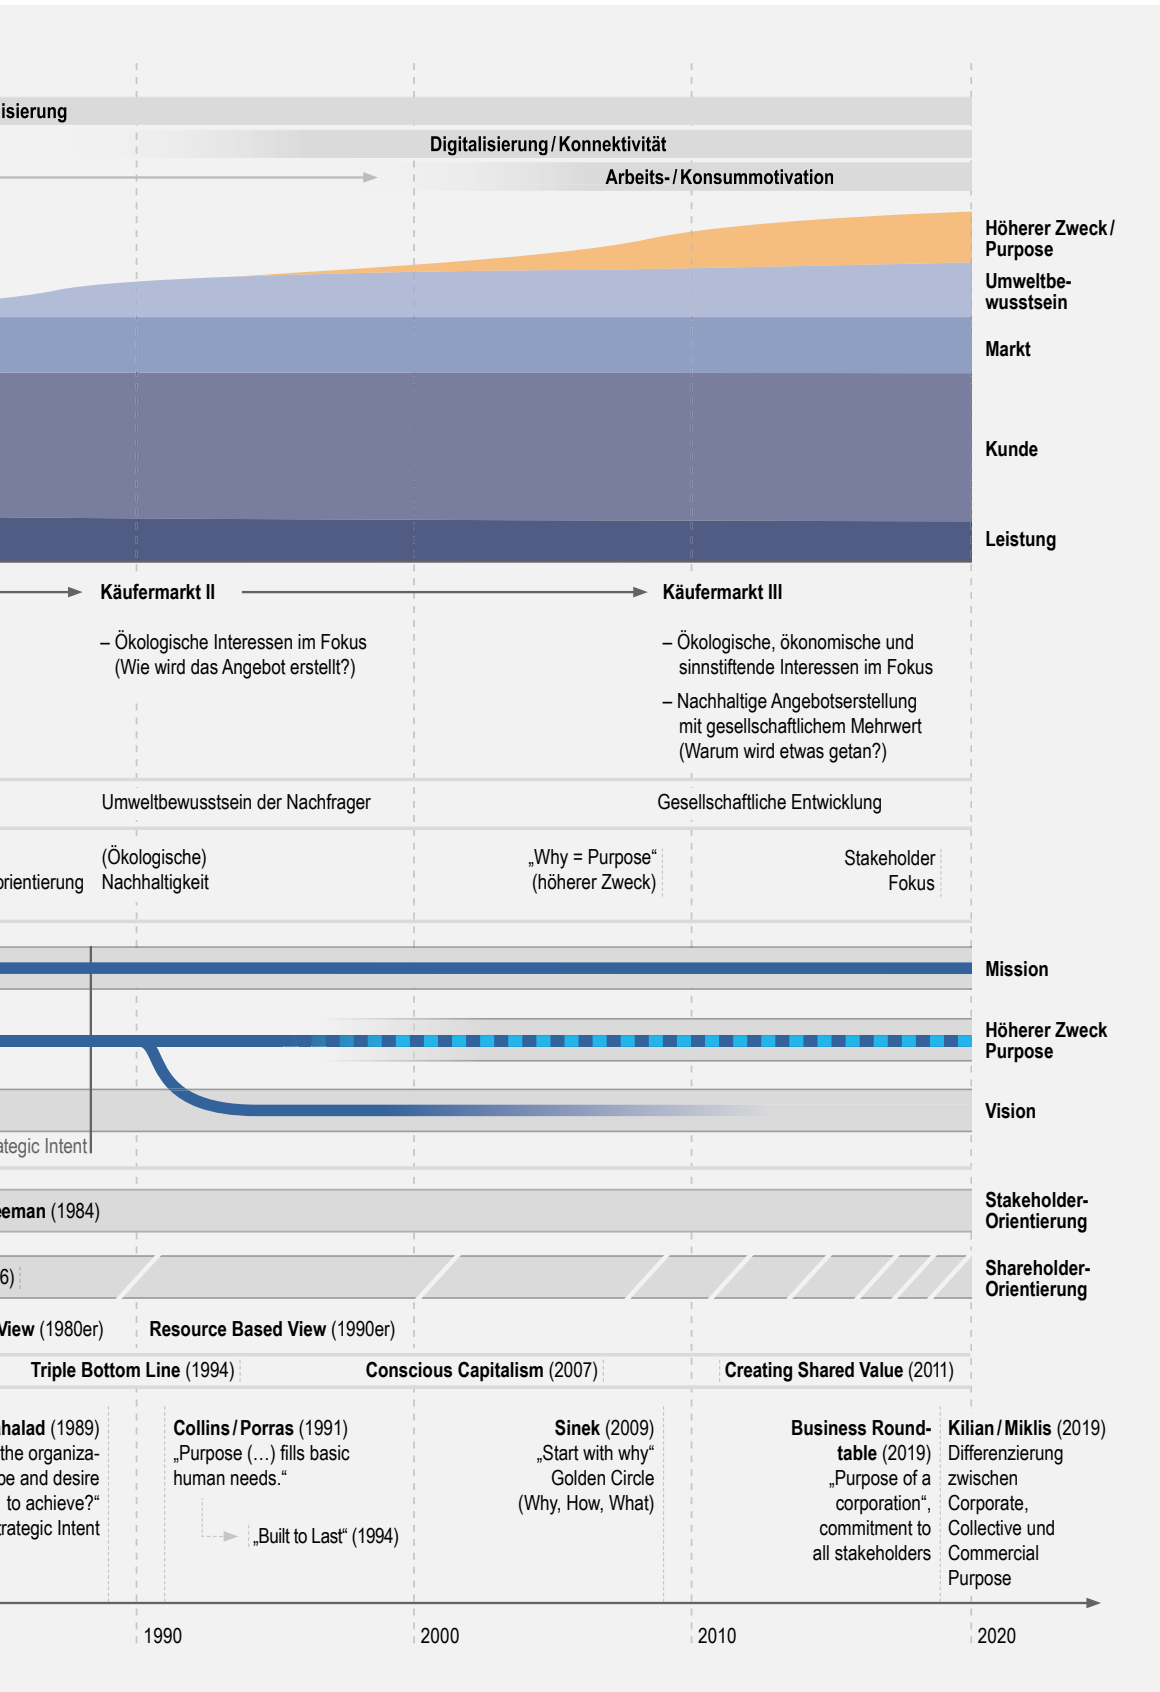 isierung
Digitalisierung / Konnektivität
Arbeits- / Konsummotivation
Höherer Zweck /
Purpose
Umweltbe-
wusstsein
Markt
Kunde
Leistung
Käufermarkt II
Käufermarkt III
– Ökologische Interessen im Fokus
(Wie wird das Angebot erstellt?)
– Ökologische, ökonomische und
sinnstiftende Interessen im Fokus
– Nachhaltige Angebotserstellung
mit gesellschaftlichem Mehrwert
(Warum wird etwas getan?)
Umweltbewusstsein der Nachfrager
Gesellschaftliche Entwicklung
orientierung
(Ökologische)
Nachhaltigkeit
„Why = Purpose“
(höherer Zweck)
Stakeholder
Fokus
Mission
Höherer Zweck
Purpose
Vision
ategic Intent
eeman (1984)
Stakeholder-
Orientierung
6)
Shareholder-
Orientierung
View (1980er)
Resource Based View (1990er)
Triple Bottom Line (1994)
Conscious Capitalism (2007)
Creating Shared Value (2011)
ahalad (1989)
the organiza-
pe and desire
to achieve?“
trategic Intent
Collins / Porras (1991)
„Purpose (…) fills basic
human needs.“
„Built to Last“ (1994)
Sinek (2009)
„Start with why“
Golden Circle
(Why, How, What)
Business Round-
table (2019)
„Purpose of a
corporation“,
commitment to
all stakeholders
Kilian / Miklis (2019)
Differenzierung
zwischen
Corporate,
Collective und
Commercial
Purpose
1990
2000
2010
2020